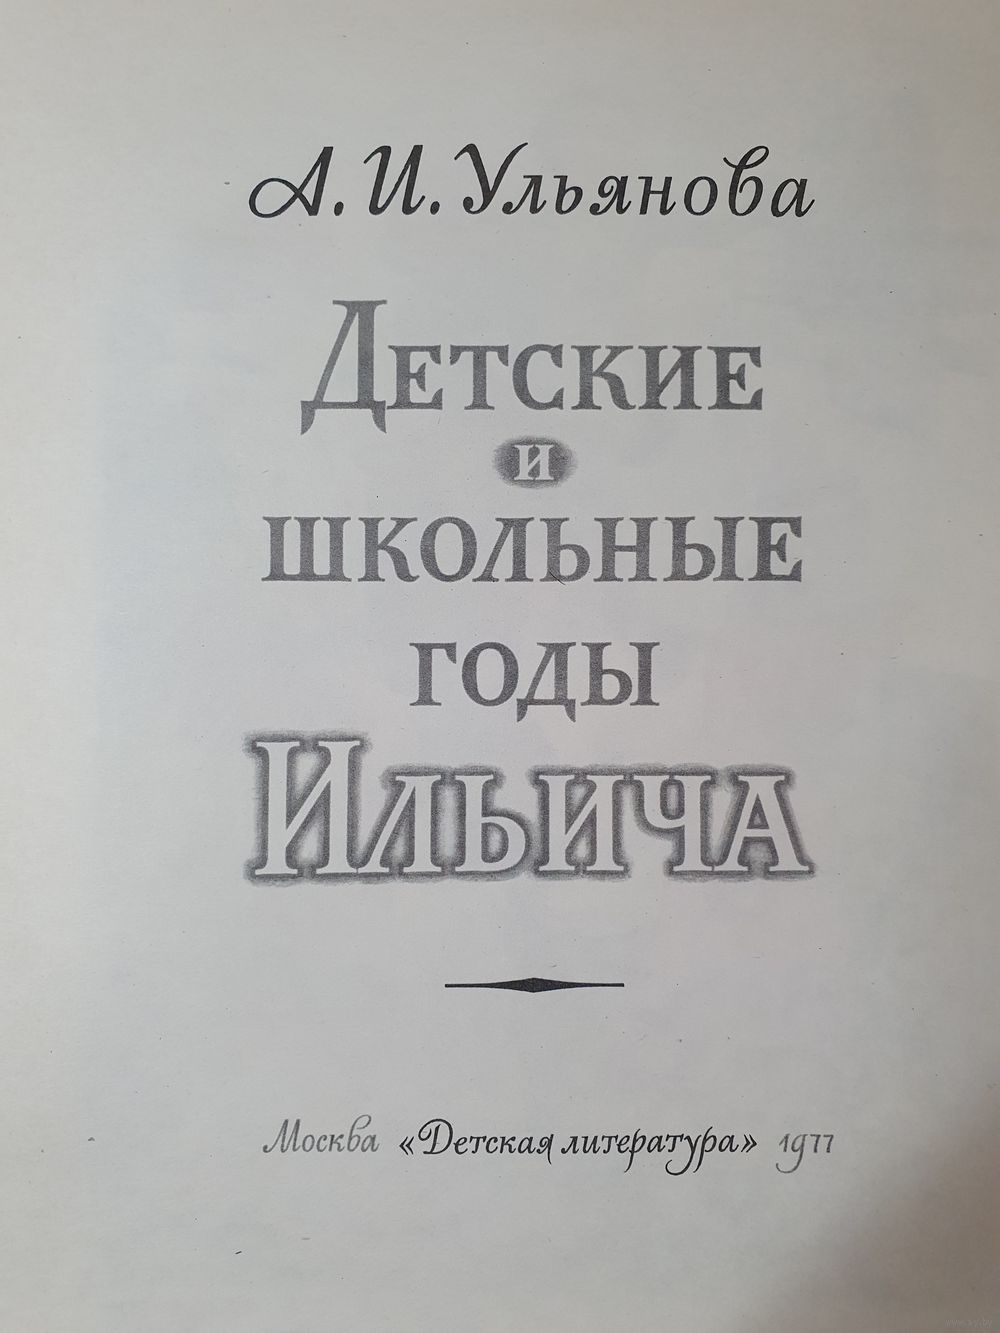 А. И. Ульянова
Детские
и
школьные
годы
Ильича
Москва «Детская литература» 1977